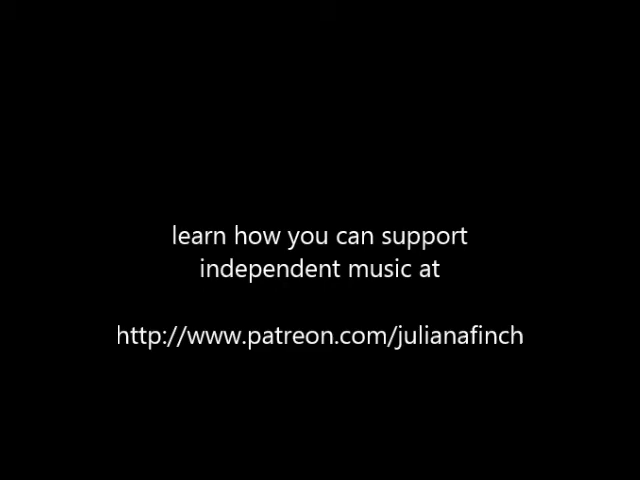 learn how you can support
independent music at
http://www.patreon.com/julianafinch